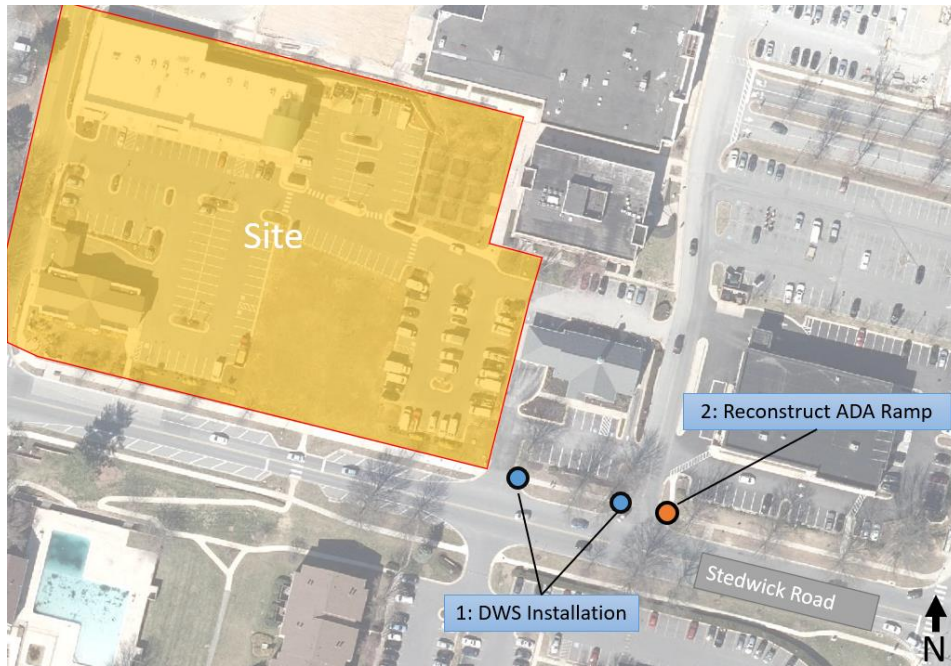 Site
2: Reconstruct ADA Ramp
Stedwick Road
1: DWS Installation
N